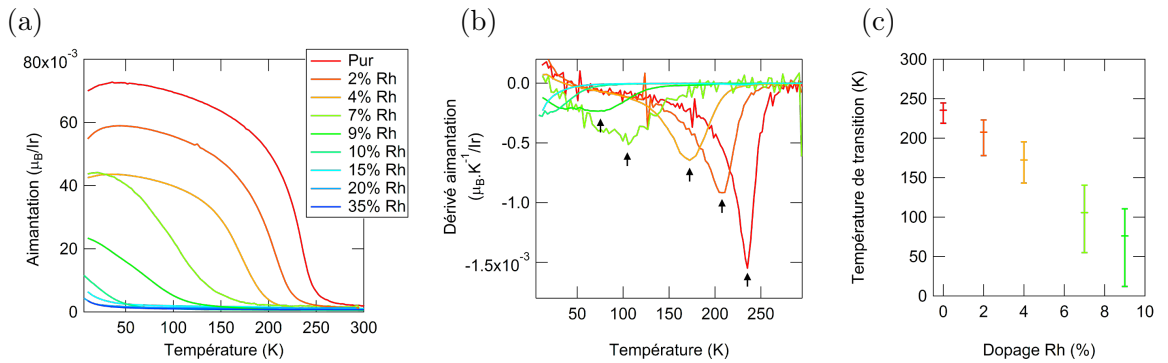 (a)
Aimantation (μB/Ir)
80x10-3
60
40
20
0
50 100 150 200 250 300
Température (K)
Pur
2% Rh
4% Rh
7% Rh
9% Rh
10% Rh
15% Rh
20% Rh
35% Rh
(b)
Dérivé aimantation
(μB.K-1/Ir)
0.0
-0.5
-1.0
-1.5x10-3
50 100 150 200 250
Température (K)
(c)
Température de transition (K)
300
250
200
150
100
50
0
0 2 4 6 8 10
Dopage Rh (%)